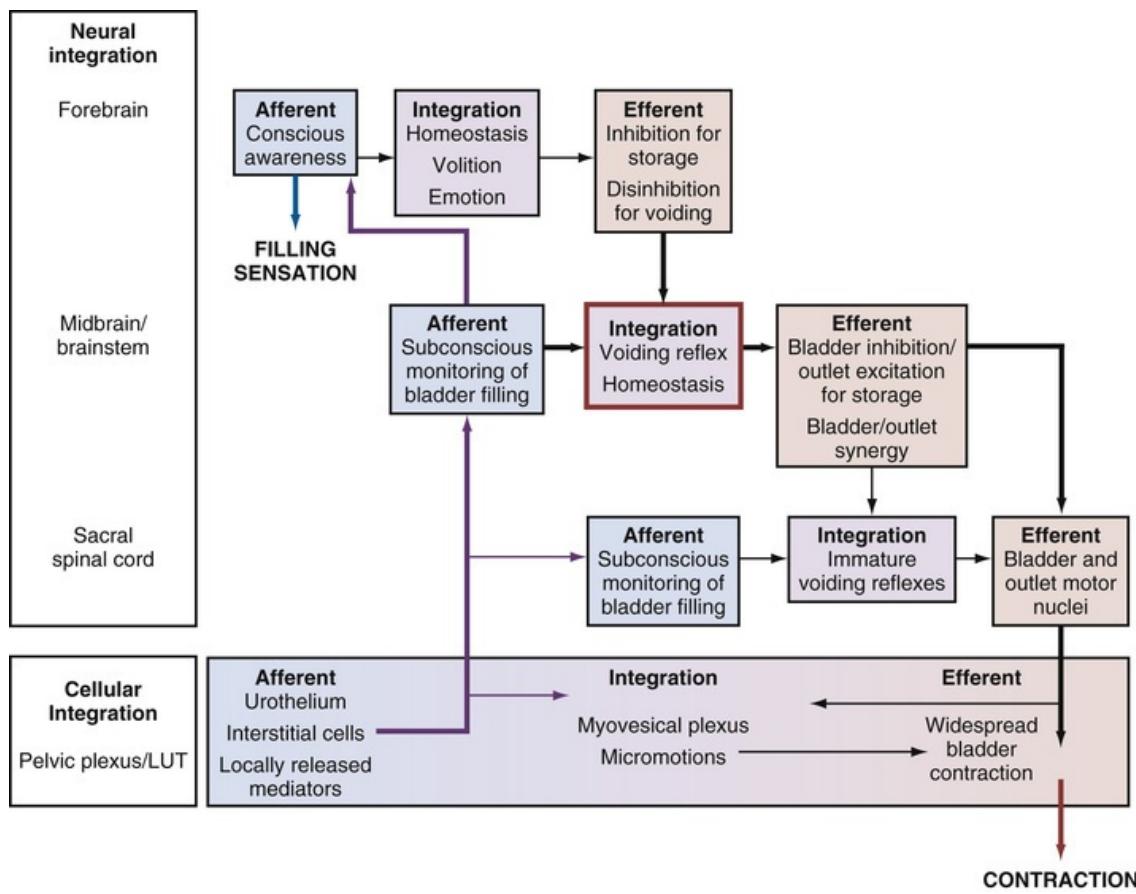 Neural
integration
Forebrain
Afferent
Conscious
awareness
Integration
Homeostasis
Volition
Emotion
Efferent
Inhibition for
storage
Disinhibition
for voiding
FILLING
SENSATION
Midbrain/
brainstem
Afferent
Subconscious
monitoring of
bladder filling
Integration
Voiding reflex
Homeostasis
Efferent
Bladder inhibition/
outlet excitation
for storage
Bladder/outlet
synergy
Sacral
spinal cord
Afferent
Subconscious
monitoring of
bladder filling
Integration
Immature
voiding reflexes
Efferent
Bladder and
outlet motor
nuclei
Cellular
Integration
Pelvic plexus/LUT
Afferent
Urothelium
Interstitial cells
Locally released
mediators
Integration
Myovesical plexus
Micromotions
Efferent
Widespread
bladder
contraction
CONTRACTION